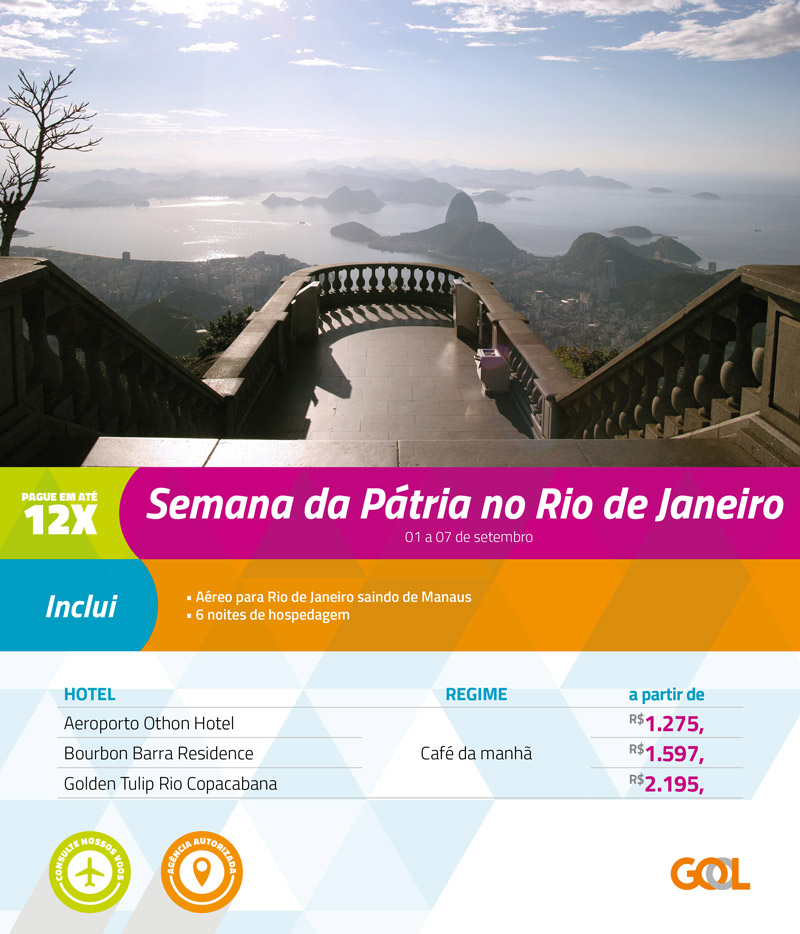 PAGUE EM ATÉ
12X
Semana da Pátria no Rio de Janeiro
01 a 07 de setembro
Inclui
• Aéreo para Rio de Janeiro saindo de Manaus
• 6 noites de hospedagem
HOTEL REGIME a partir de
Aeroporto Othon Hotel R$1.275,
Bourbon Barra Residence Café da manhã R$1.597,
Golden Tulip Rio Copacabana R$2.195,
CONSULTE NOSSOS VOOS
AGÊNCIA AUTORIZADA
GOL